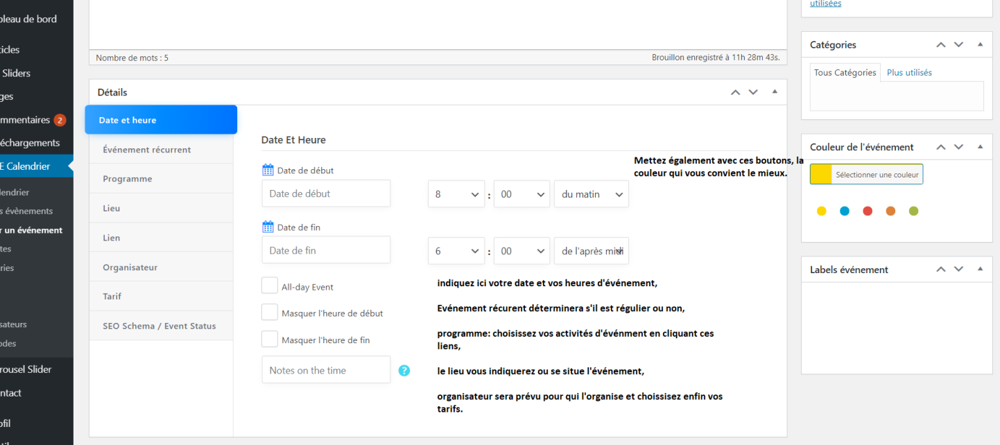 bleau de bord
ticles
Sliders
ges
mmentaires 2
échargements
E Calendrier
lendrier
s évènements
r un événement
tes
ries
sateurs
odes
rousel Slider
ntact
ofil
Nombre de mots : 5
Brouillon enregistré à 11h 28m 43s.
Détails
Date et heure
Événement récurrent
Programme
Lieu
Lien
Organisateur
Tarif
SEO Schema / Event Status
Date Et Heure
Mettez également avec ces boutons, la
couleur qui vous convient le mieux.
Date de début
Date de début
8 : 00 du matin
Date de fin
Date de fin
6 : 00 de l'après midi
All-day Event
Masquer l'heure de début
Masquer l'heure de fin
Notes on the time ?
indiquez ici votre date et vos heures d'événement,
Evénement récurent déterminera s'il est régulier ou non,
programme: choisissez vos activités d'événment en cliquant ces
liens,
le lieu vous indiquerez ou se situe l'événement,
organisateur sera prévu pour qui l'organise et choissisez enfin vos
tarifs.
utilisées
Catégories
Tous Catégories Plus utilisés
Couleur de l'événement
Sélectionner une couleur
Labels événement